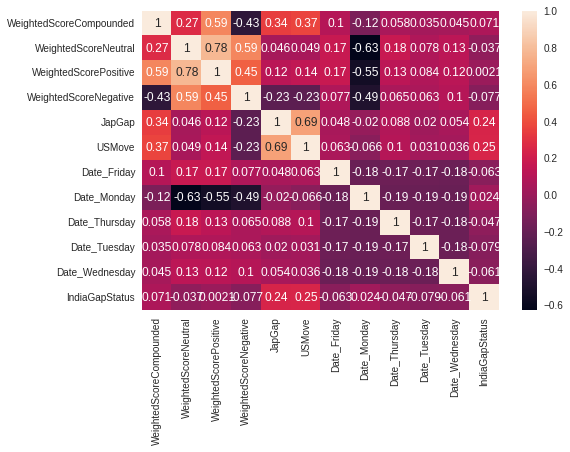 WeightedScoreCompounded 1 0.27 0.59 -0.43 0.34 0.37 0.1 -0.12 0.058 0.035 0.045 0.071
WeightedScoreNeutral 0.27 1 0.78 0.59 0.046 0.049 0.17 -0.63 0.18 0.078 0.13 -0.037
WeightedScorePositive 0.59 0.78 1 0.45 0.12 0.14 0.17 -0.55 0.13 0.084 0.12 0.0021
WeightedScoreNegative -0.43 0.59 0.45 1 -0.23 -0.23 0.077 -0.49 0.065 0.063 0.1 -0.077
JapGap 0.34 0.046 0.12 -0.23 1 0.69 0.048 -0.02 0.088 0.02 0.054 0.24
USMove 0.37 0.049 0.14 -0.23 0.69 1 0.063 -0.066 0.1 0.031 0.036 0.25
Date_Friday 0.1 0.17 0.17 0.077 0.048 0.063 1 -0.18 -0.17 -0.17 -0.18 -0.063
Date_Monday -0.12 -0.63 -0.55 -0.49 -0.02 -0.066 -0.18 1 -0.19 -0.19 -0.19 0.024
Date_Thursday 0.058 0.18 0.13 0.065 0.088 0.1 -0.17 -0.19 1 -0.17 -0.18 -0.047
Date_Tuesday 0.035 0.078 0.084 0.063 0.02 0.031 -0.17 -0.19 -0.17 1 -0.18 -0.079
Date_Wednesday 0.045 0.13 0.12 0.1 0.054 0.036 -0.18 -0.19 -0.18 -0.18 1 -0.061
IndiaGapStatus 0.071 -0.037 0.0021 -0.077 0.24 0.25 -0.063 0.024 -0.047 -0.079 -0.061 1
WeightedScoreCompounded
WeightedScoreNeutral
WeightedScorePositive
WeightedScoreNegative
JapGap
USMove
Date_Friday
Date_Monday
Date_Thursday
Date_Tuesday
Date_Wednesday
IndiaGapStatus
1.0
0.8
0.6
0.4
0.2
0.0
−0.2
−0.4
−0.6